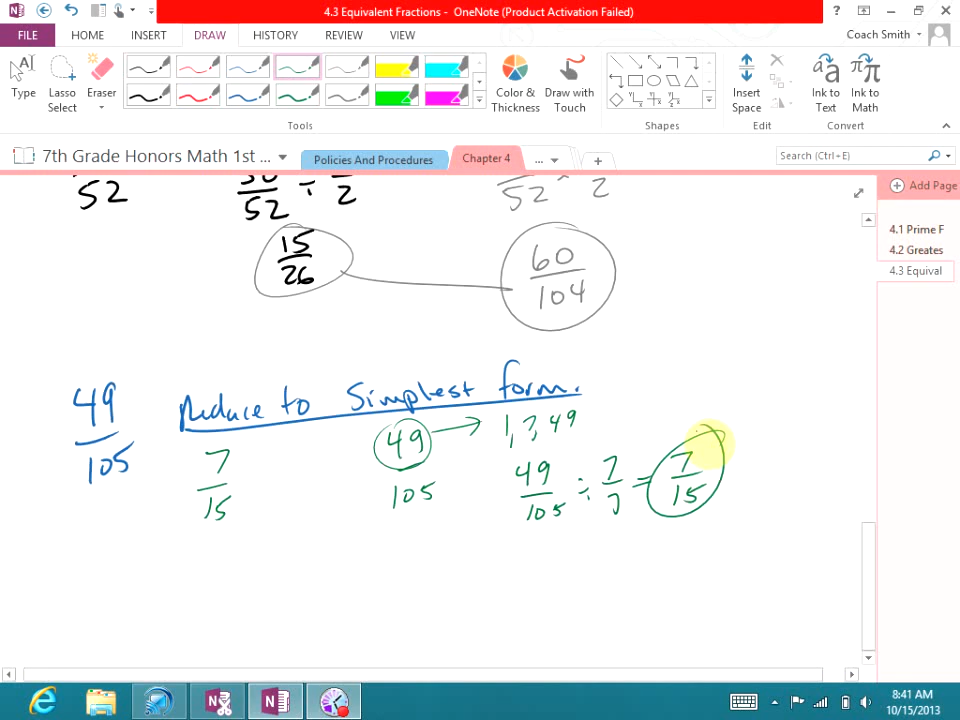 4.3 Equivalent Fractions - OneNote (Product Activation Failed)
FILE HOME INSERT DRAW HISTORY REVIEW VIEW Coach Smith
Type Lasso Select Eraser Color & Thickness Draw with Touch Insert Space Ink to Text Ink to Math
Tools Shapes Edit Convert
7th Grade Honors Math 1st ... Policies And Procedures Chapter 4 ... + Search (Ctrl+E)
Add Page
4.1 Prime F
4.2 Greates
4.3 Equival
52 52 ÷ 2 52 2
15
26
60
104
49
105
Reduce to Simplest form.
7
15
49 → 1, 7, 49
105
49 ÷ 7 = 7
105 7 15
8:41 AM
10/15/2013